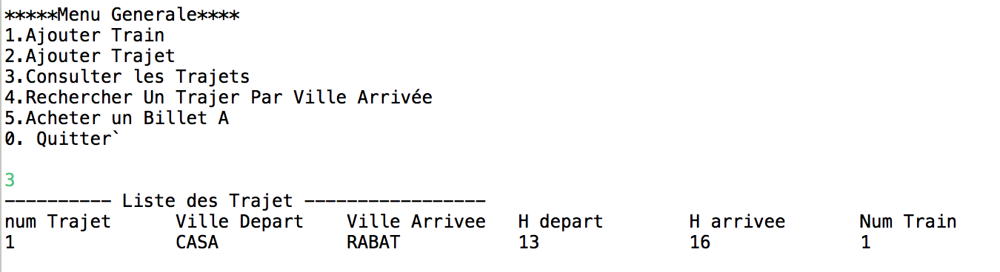 *****Menu Generale****
1.Ajouter Train
2.Ajouter Trajet
3.Consulter les Trajets
4.Rechercher Un Trajer Par Ville Arrivée
5.Acheter un Billet A
0. Quitter`
3
---------- Liste des Trajet -----------------
num Trajet Ville Depart Ville Arrivee H depart H arrivee Num Train
1 CASA RABAT 13 16 1